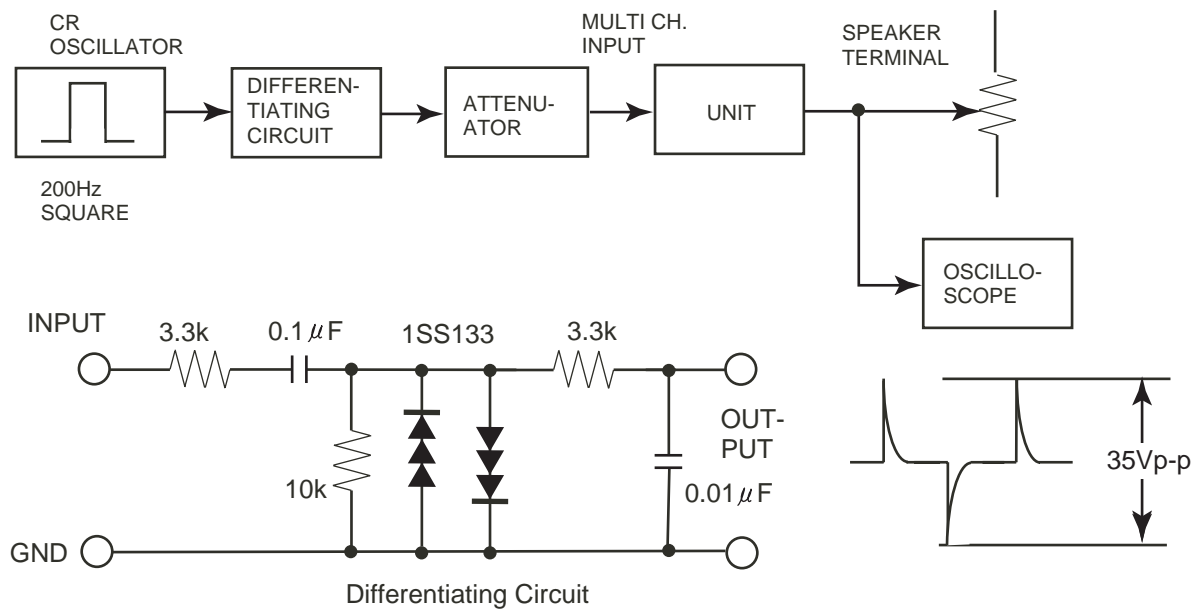 CR
OSCILLATOR
MULTI CH.
INPUT
SPEAKER
TERMINAL
DIFFEREN-
TIATING
CIRCUIT
ATTENU-
ATOR
UNIT
200Hz
SQUARE
OSCILLO-
SCOPE
INPUT
3.3k
0.1μF
1SS133
3.3k
OUT-
PUT
10k
0.01μF
35Vp-p
GND
Differentiating Circuit